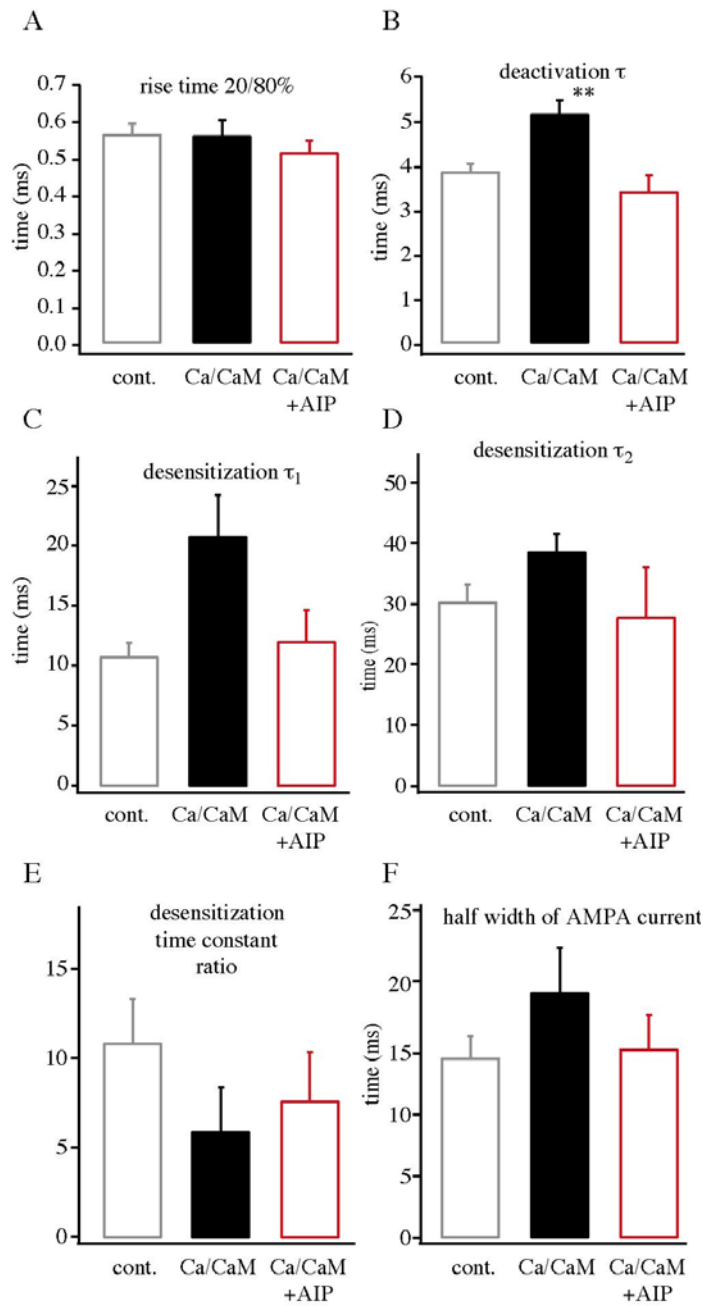 A
rise time 20/80%
0.7
0.6
0.5
0.4
0.3
0.2
0.1
0.0
time (ms)
cont.
Ca/CaM
Ca/CaM
+AIP
B
deactivation τ
**
6
5
4
3
2
1
0
time (ms)
cont.
Ca/CaM
Ca/CaM
+AIP
C
desensitization τ1
25
20
15
10
5
0
time (ms)
cont.
Ca/CaM
Ca/CaM
+AIP
D
desensitization τ2
50
40
30
20
10
0
time (ms)
cont.
Ca/CaM
Ca/CaM
+AIP
E
desensitization
time constant
ratio
15
10
5
0
cont.
Ca/CaM
Ca/CaM
+AIP
F
half width of AMPA current
25
20
15
10
5
0
time (ms)
cont.
Ca/CaM
Ca/CaM
+AIP